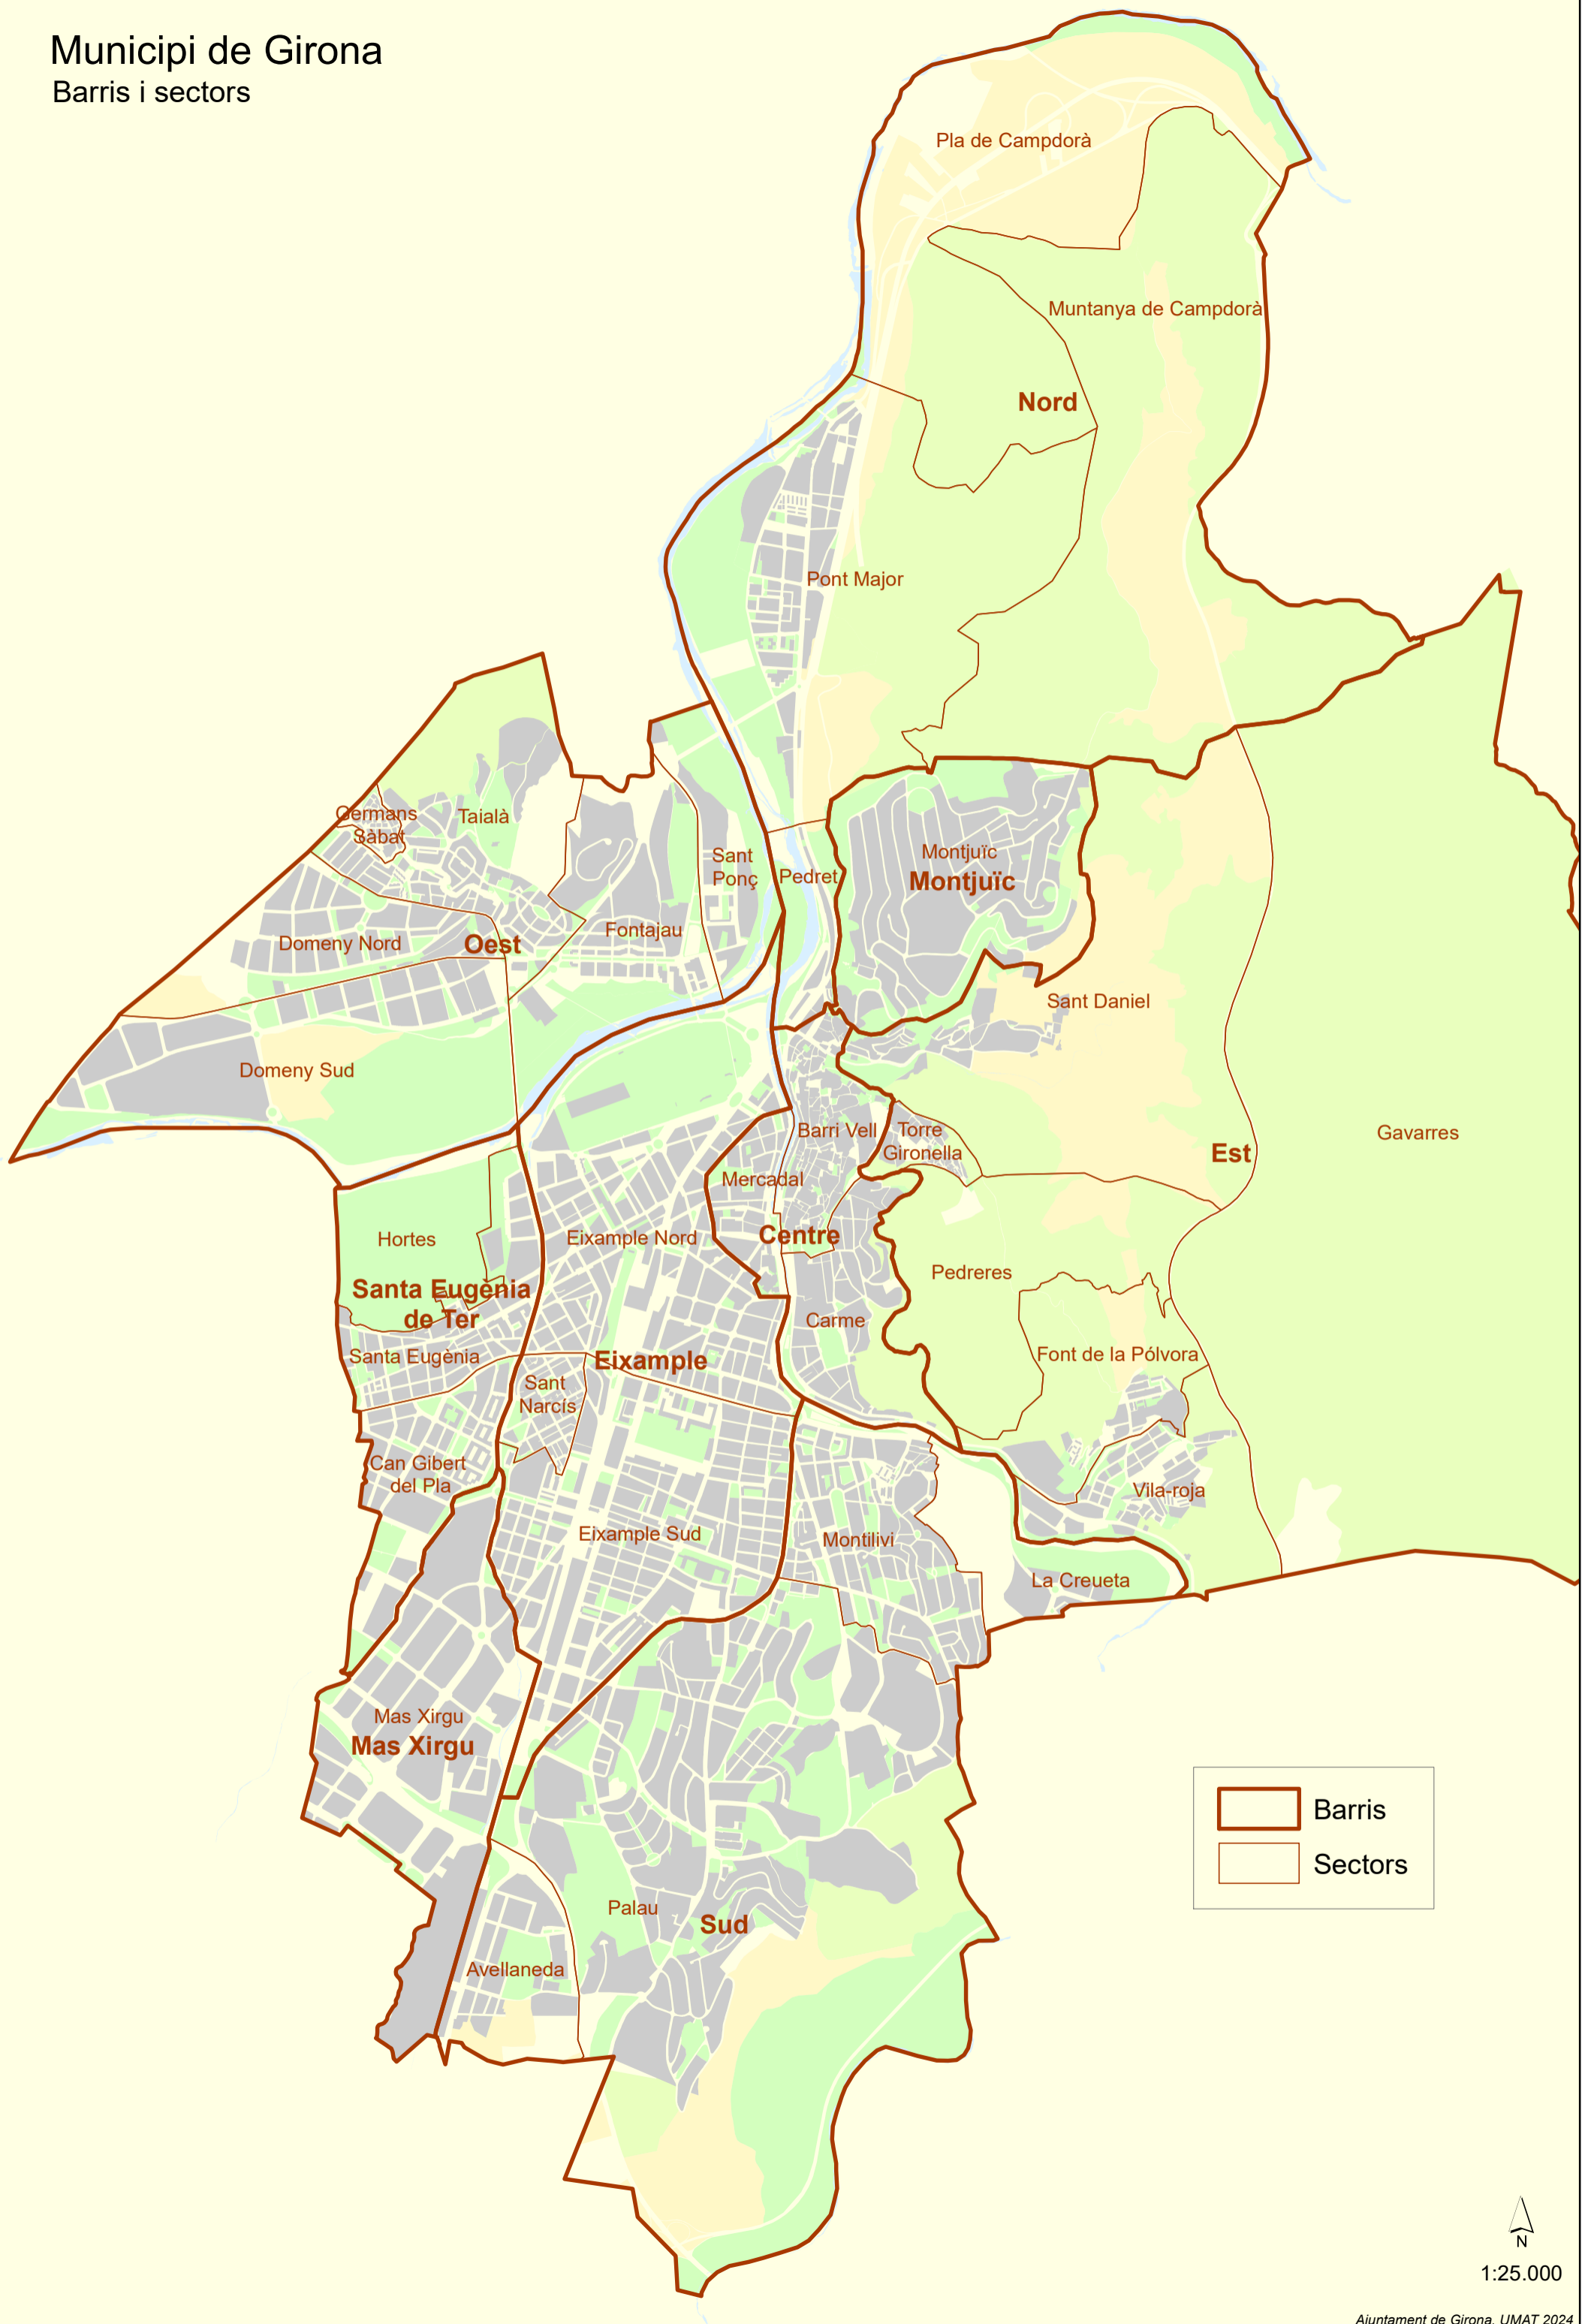 Municipi de Girona
Barris i sectors
Pla de Campdorà
Muntanya de Campdorà
Nord
Pont Major
Germans
Sàbat
Taialà
Sant
Ponç
Pedret
Montjuïc
Montjuïc
Domeny Nord
Oest
Fontajau
Sant Daniel
Domeny Sud
Barri Vell
Torre
Gironella
Est
Gavarres
Mercadal
Hortes
Eixample Nord
Centre
Pedreres
Santa Eugènia
de Ter
Carme
Santa Eugènia
Eixample
Font de la Pólvora
Sant
Narcís
Can Gibert
del Pla
Vila-roja
Eixample Sud
Montilivi
La Creueta
Mas Xirgu
Mas Xirgu
Barris
Sectors
Palau
Sud
Avellaneda
N
1:25.000
Ajuntament de Girona, UMAT 2024